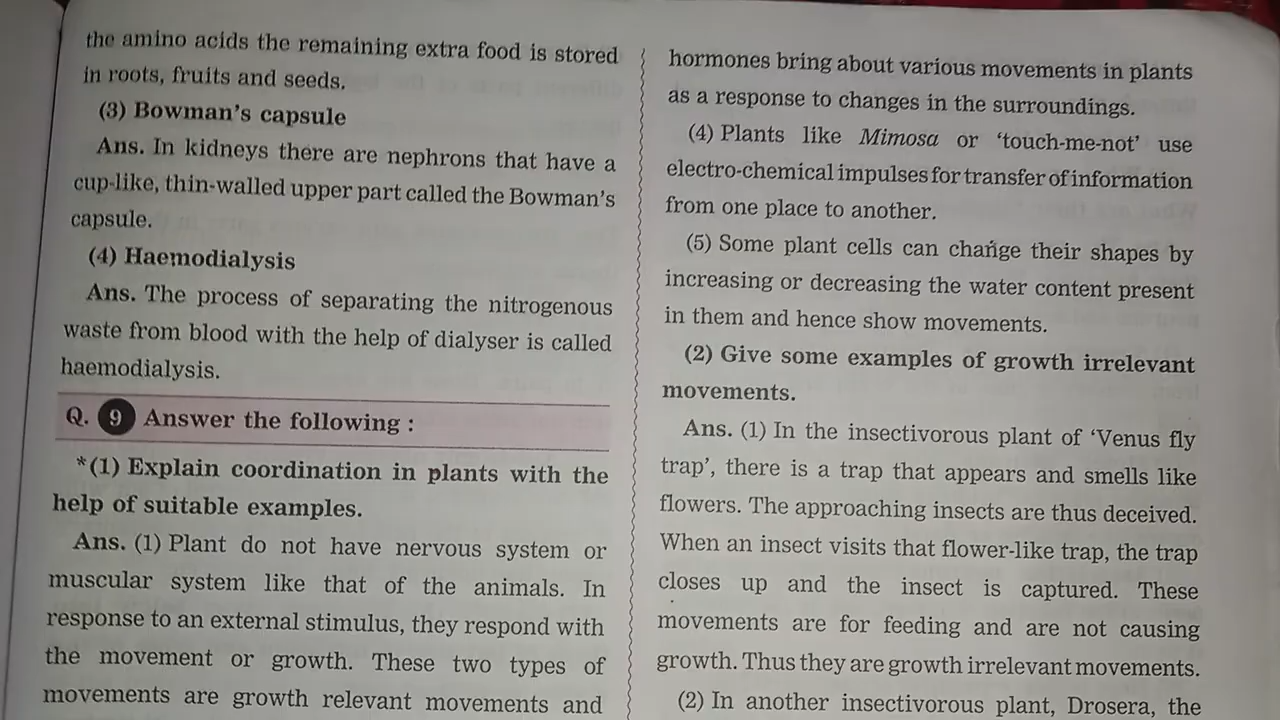 the amino acids the remaining extra food is stored
in roots, fruits and seeds.
(3) Bowman's capsule
Ans. In kidneys there are nephrons that have a
cup-like, thin-walled upper part called the Bowman's
capsule.
(4) Haemodialysis
Ans. The process of separating the nitrogenous
waste from blood with the help of dialyser is called
haemodialysis.
Q. 9 Answer the following :
*(1) Explain coordination in plants with the
help of suitable examples.
Ans. (1) Plant do not have nervous system or
muscular system like that of the animals. In
response to an external stimulus, they respond with
the movement or growth. These two types of
movements are growth relevant movements and
hormones bring about various movements in plants
as a response to changes in the surroundings.
(4) Plants like Mimosa or 'touch-me-not' use
electro-chemical impulses for transfer of information
from one place to another.
(5) Some plant cells can change their shapes by
increasing or decreasing the water content present
in them and hence show movements.
(2) Give some examples of growth irrelevant
movements.
Ans. (1) In the insectivorous plant of 'Venus fly
trap', there is a trap that appears and smells like
flowers. The approaching insects are thus deceived.
When an insect visits that flower-like trap, the trap
closes up and the insect is captured. These
movements are for feeding and are not causing
growth. Thus they are growth irrelevant movements.
(2) In another insectivorous plant, Drosera, the